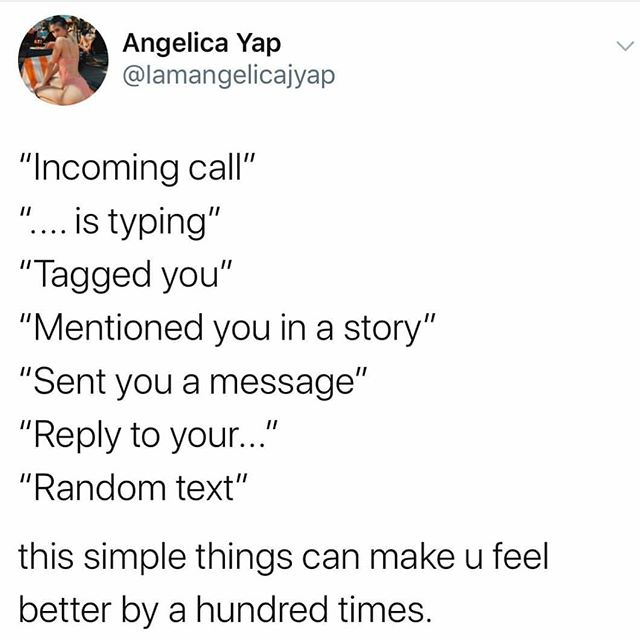 Angelica Yap
@Iamangelicajyap
“Incoming call”
“.... is typing”
“Tagged you”
“Mentioned you in a story”
“Sent you a message”
“Reply to your...”
“Random text”
this simple things can make u feel
better by a hundred times.